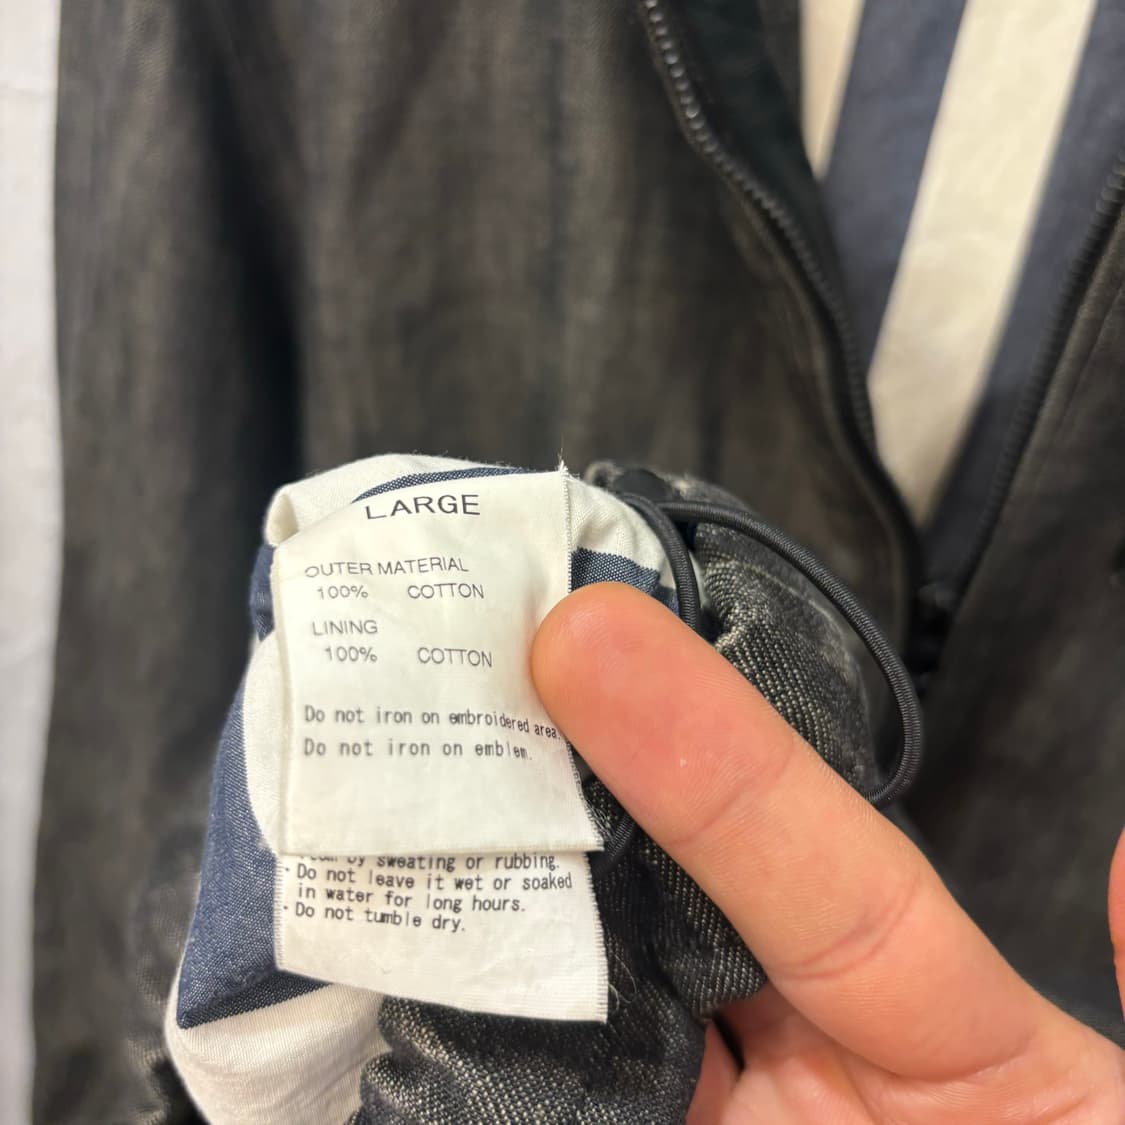 LARGE
OUTER MATERIAL
100% COTTON
LINING
100% COTTON
Do not iron on embroidered area.
Do not iron on emblem.
by sweating or rubbing.
· Do not leave it wet or soaked
in water for long hours.
· Do not tumble dry.